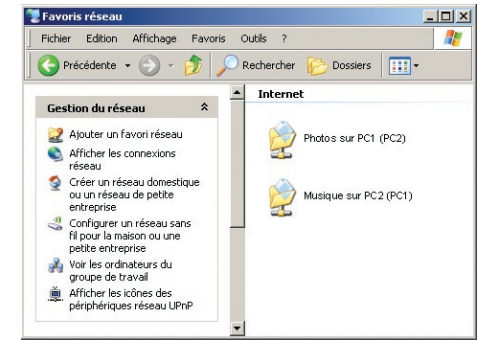 Favoris réseau
Fichier Edition Affichage Favoris Outils ?
Précédente Rechercher Dossiers
Gestion du réseau
Ajouter un favori réseau
Afficher les connexions
réseau
Créer un réseau domestique
ou un réseau de petite
entreprise
Configurer un réseau sans
fil pour la maison ou une
petite entreprise
Voir les ordinateurs du
groupe de travail
Afficher les icônes des
périphériques réseau UPnP
Internet
Photos sur PC1 (PC2)
Musique sur PC2 (PC1)